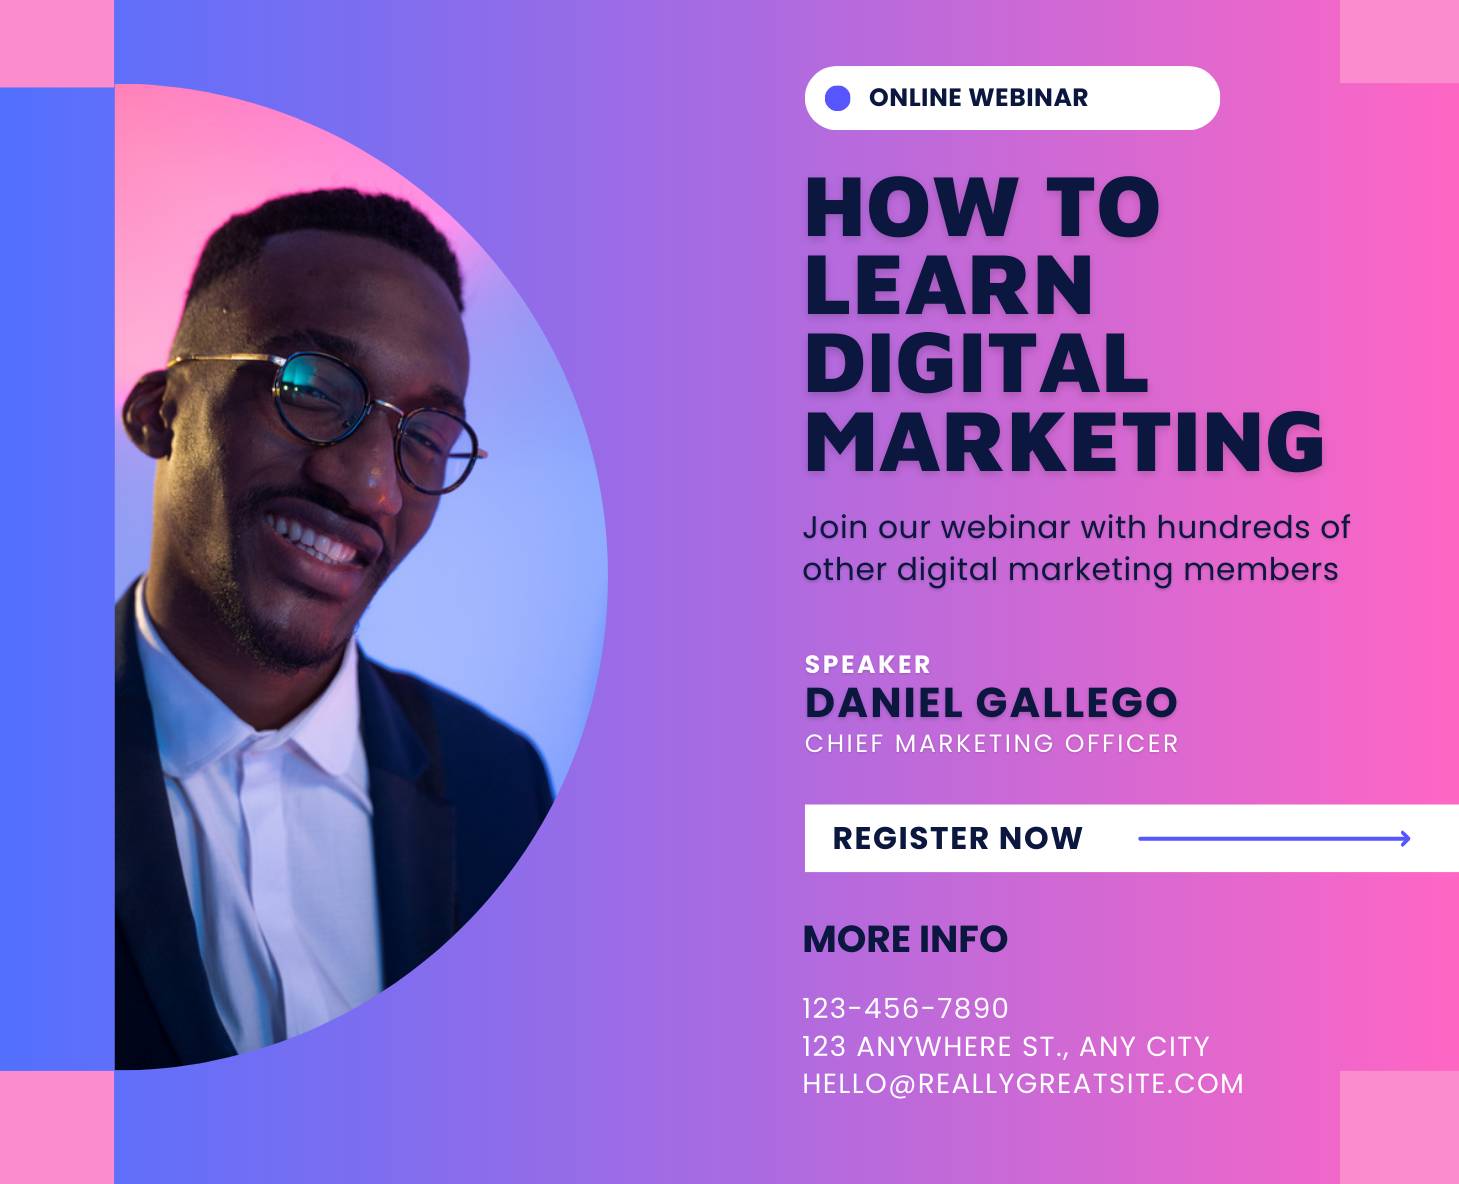 ONLINE WEBINAR
HOW TO
LEARN
DIGITAL
MARKETING
Join our webinar with hundreds of
other digital marketing members
SPEAKER
DANIEL GALLEGO
CHIEF MARKETING OFFICER
REGISTER NOW
MORE INFO
123-456-7890
123 ANYWHERE ST., ANY CITY
HELLO@REALLYGREATSITE.COM